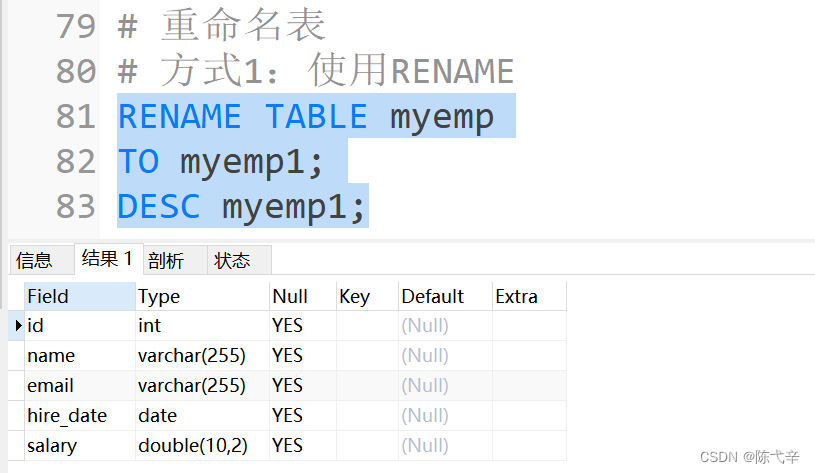 79 # 重命名表
80 # 方式1：使用RENAME
81 RENAME TABLE myemp
82 TO myemp1;
83 DESC myemp1;
信息 结果 1 剖析 状态
Field Type Null Key Default Extra
id int YES (Null)
name varchar(255) YES (Null)
email varchar(255) YES (Null)
hire_date date YES (Null)
salary double(10,2) YES (Null)
CSDN @陈弋辛